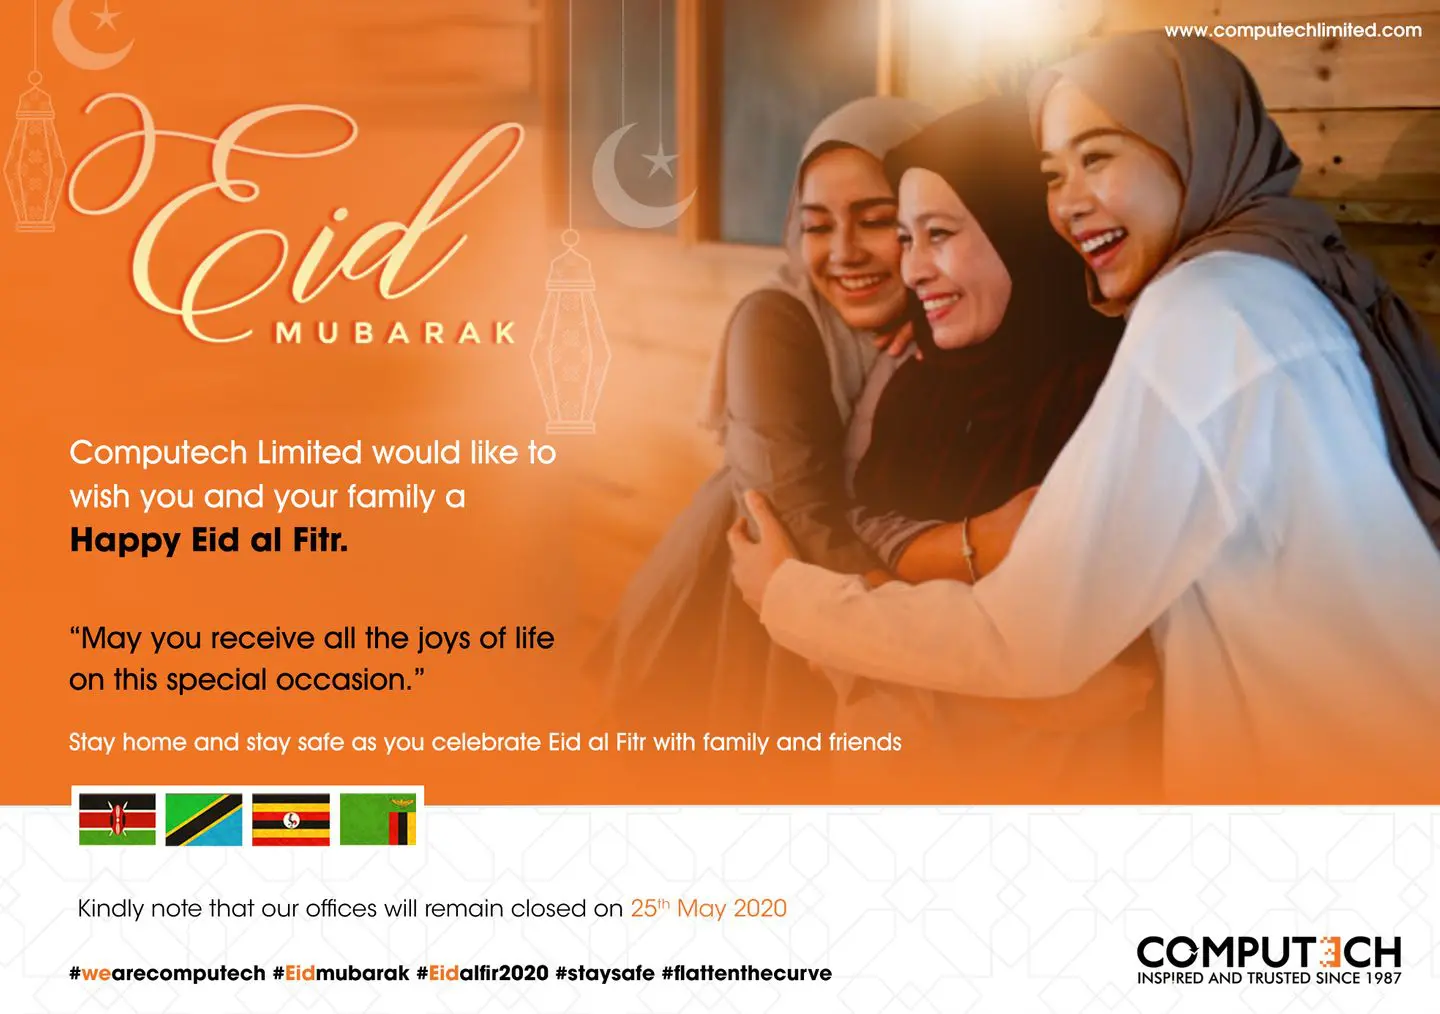 www.computechlimited.com
Eid
MUBARAK
Computech Limited would like to
wish you and your family a
Happy Eid al Fitr.
“May you receive all the joys of life
on this special occasion.”
Stay home and stay safe as you celebrate Eid al Fitr with family and friends
Kindly note that our offices will remain closed on 25th May 2020
#wearecomputech #Eidmubarak #Eidalfir2020 #staysafe #flattenthecurve
COMPUTECH
INSPIRED AND TRUSTED SINCE 1987